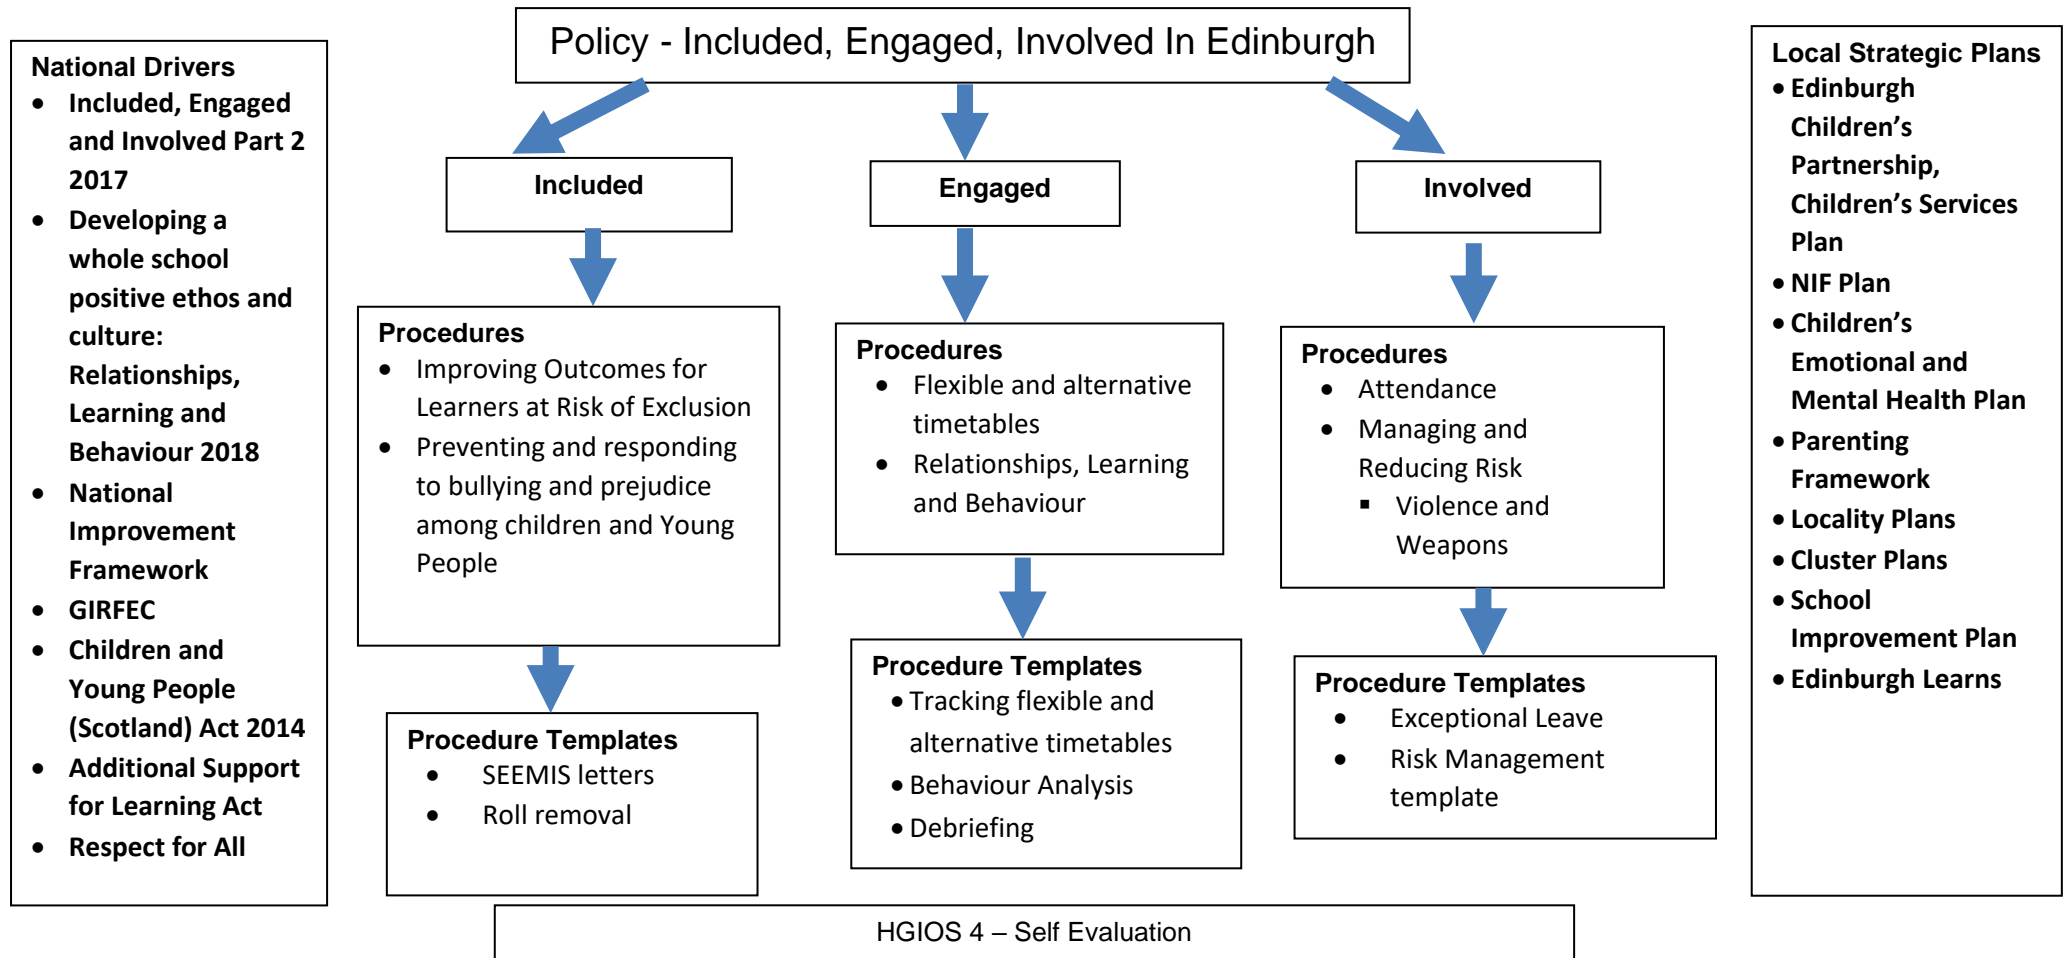 Policy - Included, Engaged, Involved In Edinburgh
National Drivers
• Included, Engaged
and Involved Part 2
2017
• Developing a
whole school
positive ethos and
culture:
Relationships,
Learning and
Behaviour 2018
• National
Improvement
Framework
• GIRFEC
• Children and
Young People
(Scotland) Act 2014
• Additional Support
for Learning Act
• Respect for All
Included
Procedures
• Improving Outcomes for
Learners at Risk of Exclusion
• Preventing and responding
to bullying and prejudice
among children and Young
People
Procedure Templates
• SEEMIS letters
• Roll removal
Engaged
Procedures
• Flexible and alternative
timetables
• Relationships, Learning
and Behaviour
Procedure Templates
• Tracking flexible and
alternative timetables
• Behaviour Analysis
• Debriefing
Involved
Procedures
• Attendance
• Managing and
Reducing Risk
▪ Violence and
Weapons
Procedure Templates
• Exceptional Leave
• Risk Management
template
Local Strategic Plans
• Edinburgh
Children’s
Partnership,
Children’s Services
Plan
• NIF Plan
• Children’s
Emotional and
Mental Health Plan
• Parenting
Framework
• Locality Plans
• Cluster Plans
• School
Improvement Plan
• Edinburgh Learns
HGIOS 4 – Self Evaluation